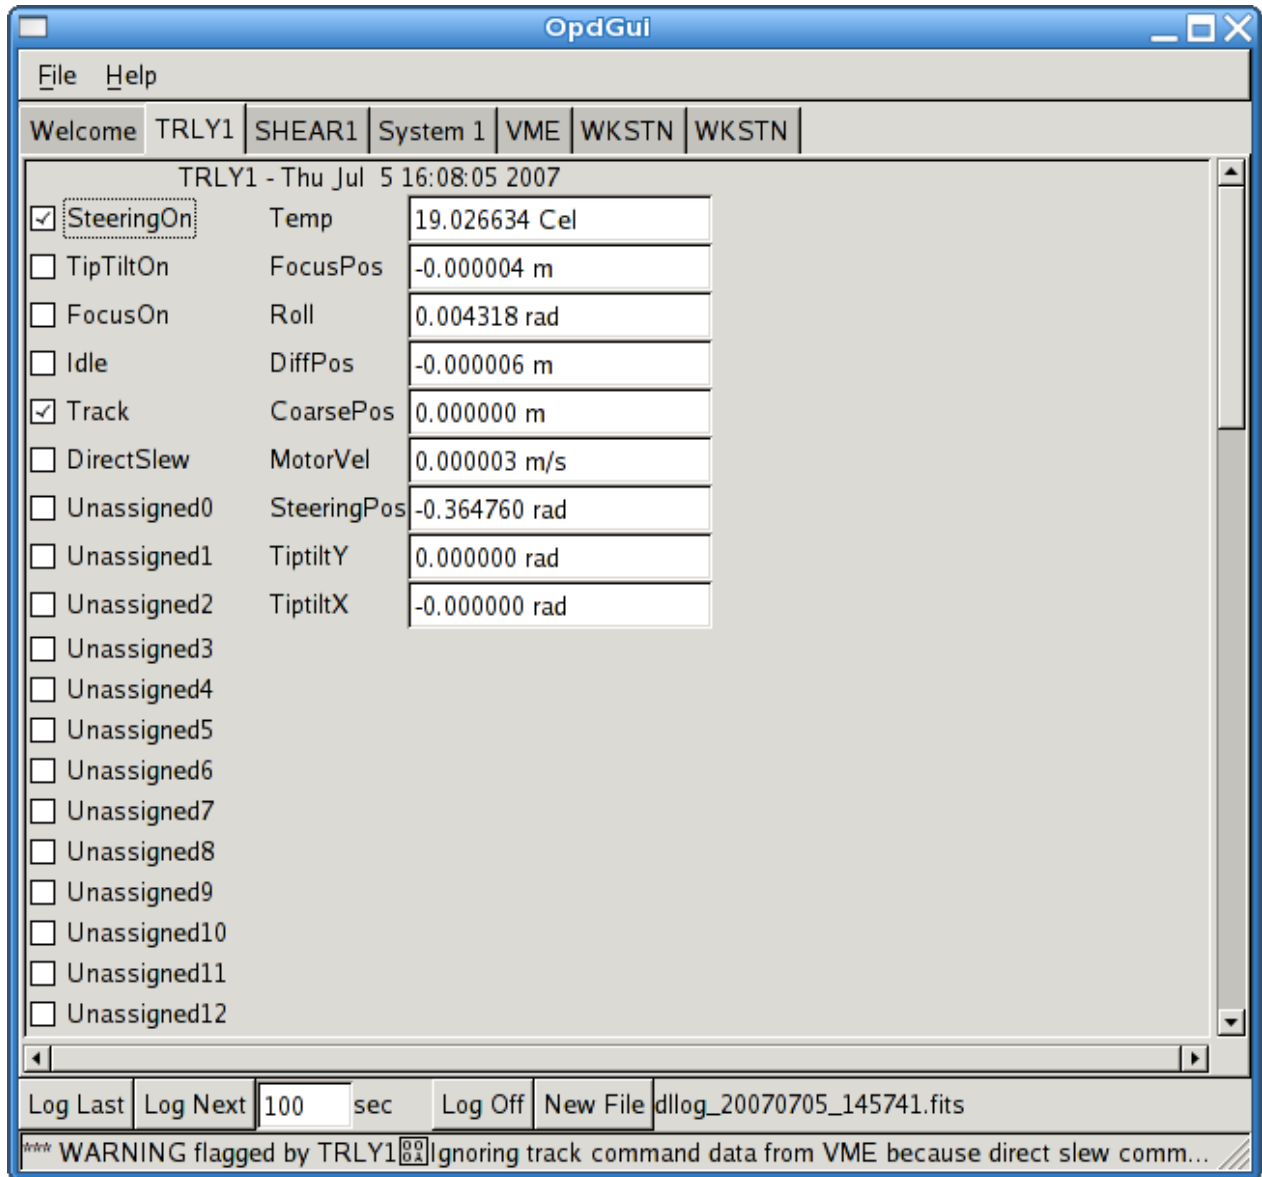 OpdGui
File Help
Welcome TRLY1 SHEAR1 System 1 VME WKSTN WKSTN
TRLY1 - Thu Jul 5 16:08:05 2007
SteeringOn Temp 19.026634 Cel
TipTiltOn FocusPos -0.000004 m
FocusOn Roll 0.004318 rad
Idle DiffPos -0.000006 m
Track CoarsePos 0.000000 m
DirectSlew MotorVel 0.000003 m/s
Unassigned0 SteeringPos -0.364760 rad
Unassigned1 TiptiltY 0.000000 rad
Unassigned2 TiptiltX -0.000000 rad
Unassigned3
Unassigned4
Unassigned5
Unassigned6
Unassigned7
Unassigned8
Unassigned9
Unassigned10
Unassigned11
Unassigned12
Log Last Log Next 100 sec Log Off New File dllog_20070705_145741.fits
*** WARNING flagged by TRLY1 Ignoring track command data from VME because direct slew comm...